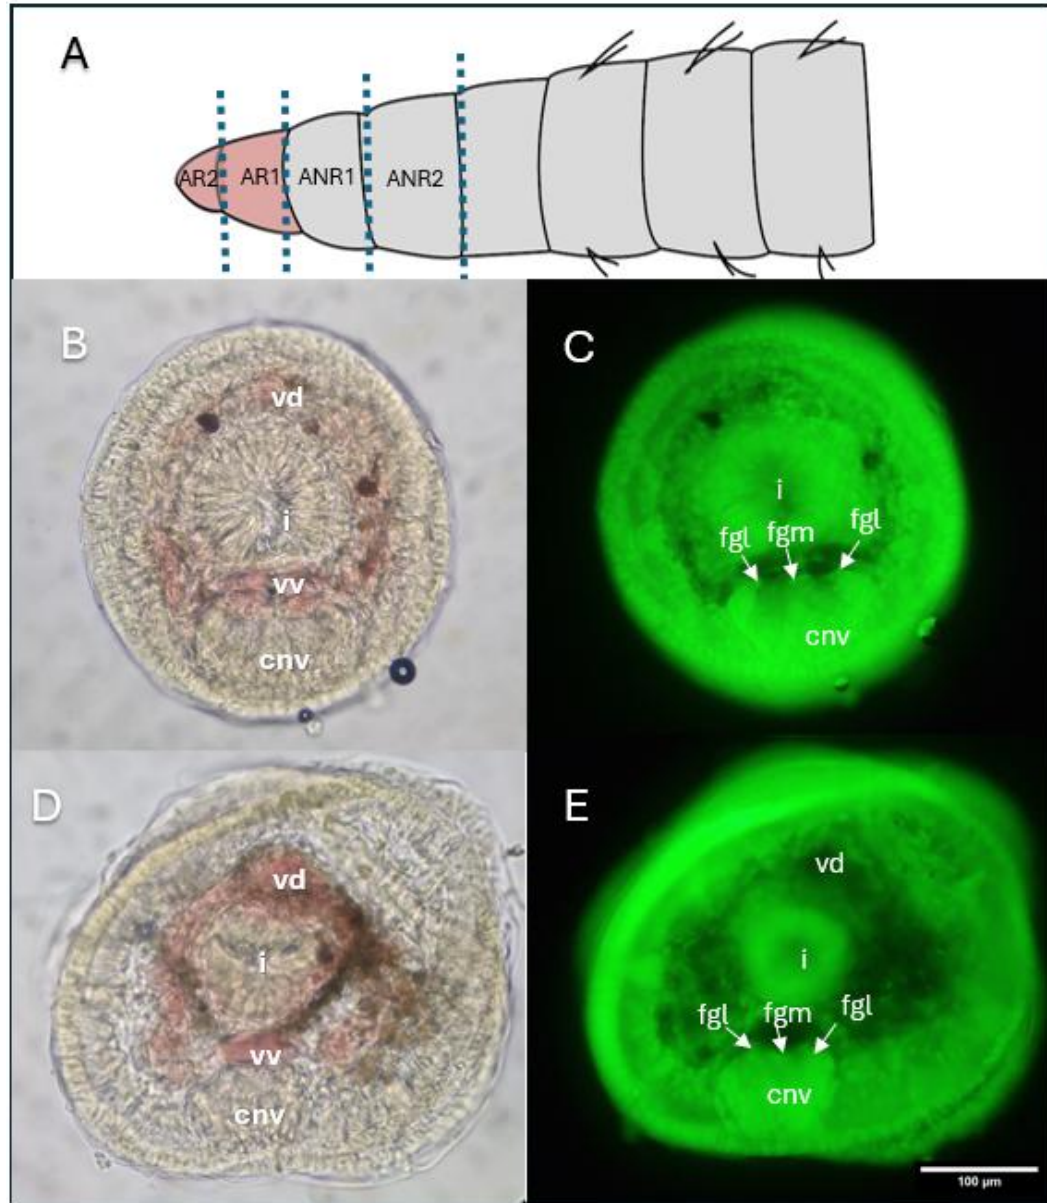 A
AR2 AR1 ANR1 ANR2
B
vd
i
vv
cnv
C
i
fgl fgm fgl
cnv
D
vd
i
vv
cnv
E
vd
i
fgl fgm fgl
cnv
100 µm